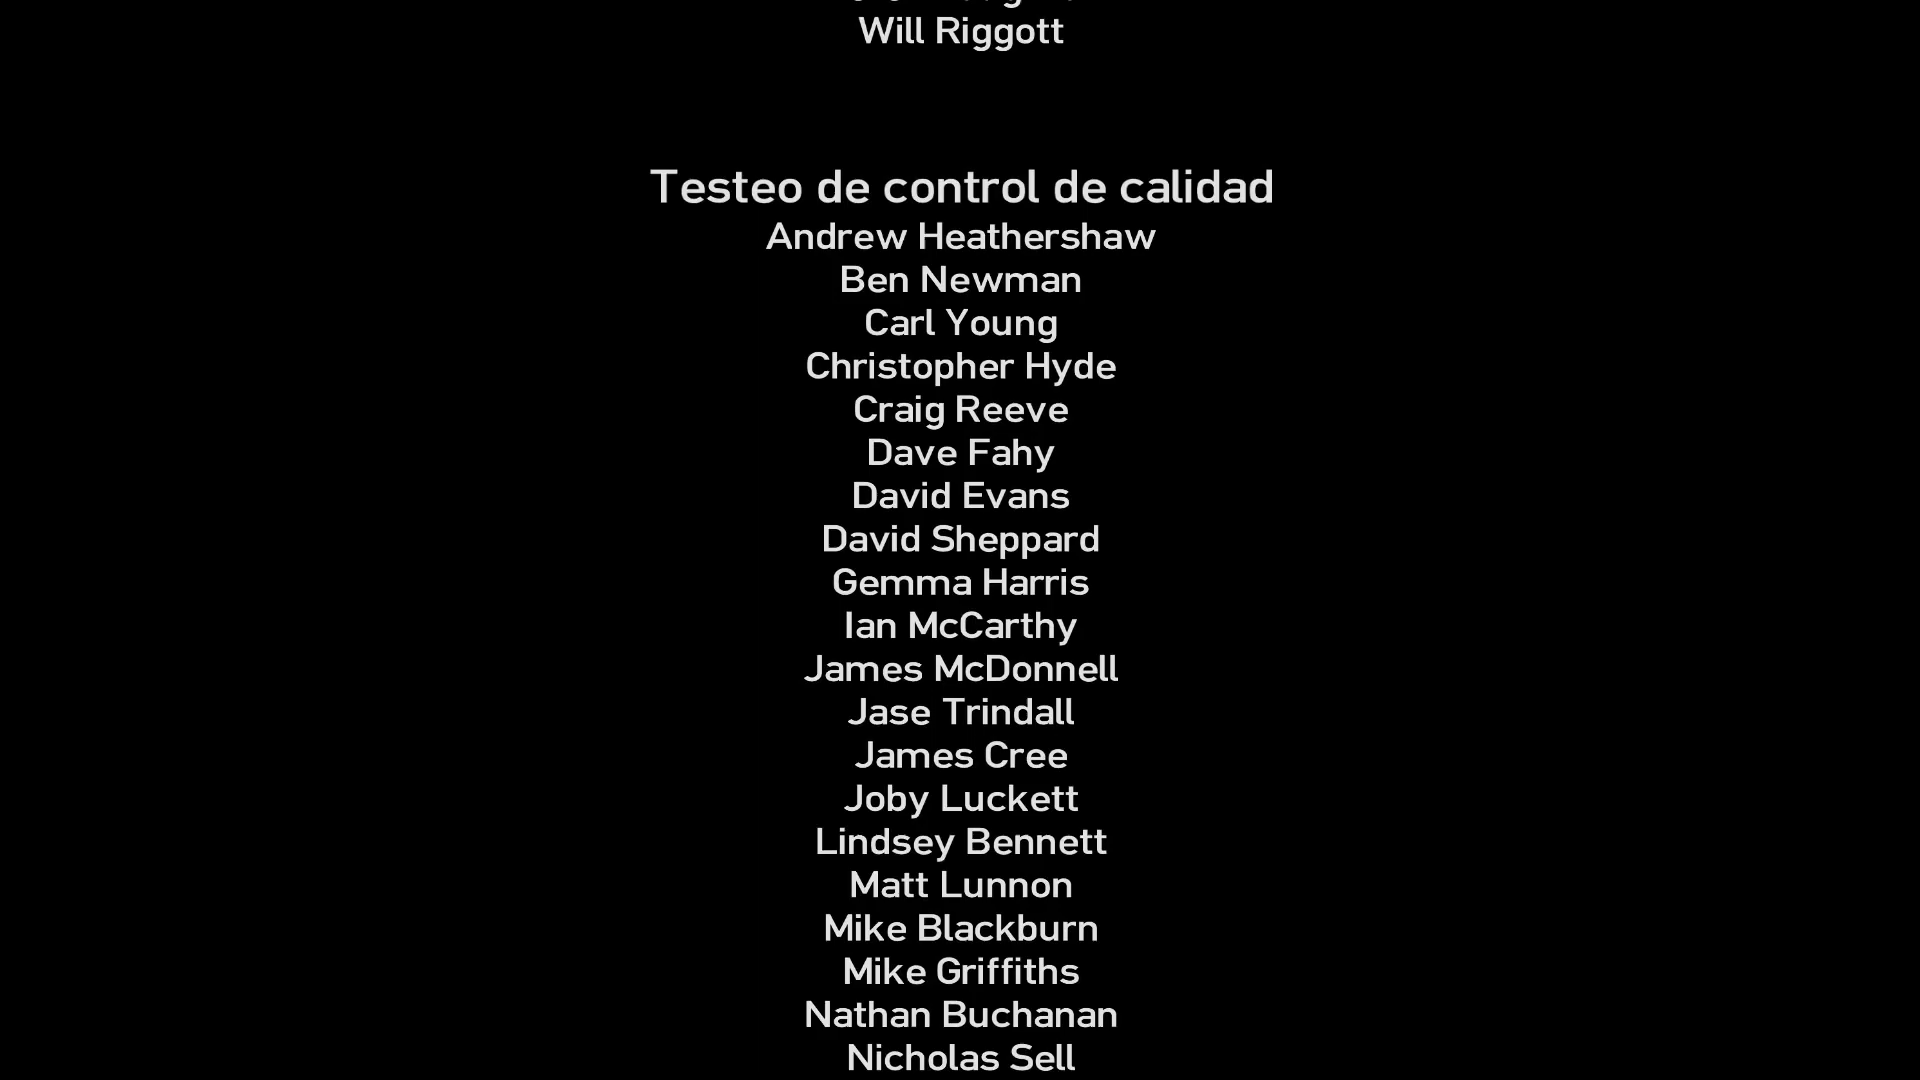 Will Riggott
Testeo de control de calidad
Andrew Heathershaw
Ben Newman
Carl Young
Christopher Hyde
Craig Reeve
Dave Fahy
David Evans
David Sheppard
Gemma Harris
Ian McCarthy
James McDonnell
Jase Trindall
James Cree
Joby Luckett
Lindsey Bennett
Matt Lunnon
Mike Blackburn
Mike Griffiths
Nathan Buchanan
Nicholas Sell